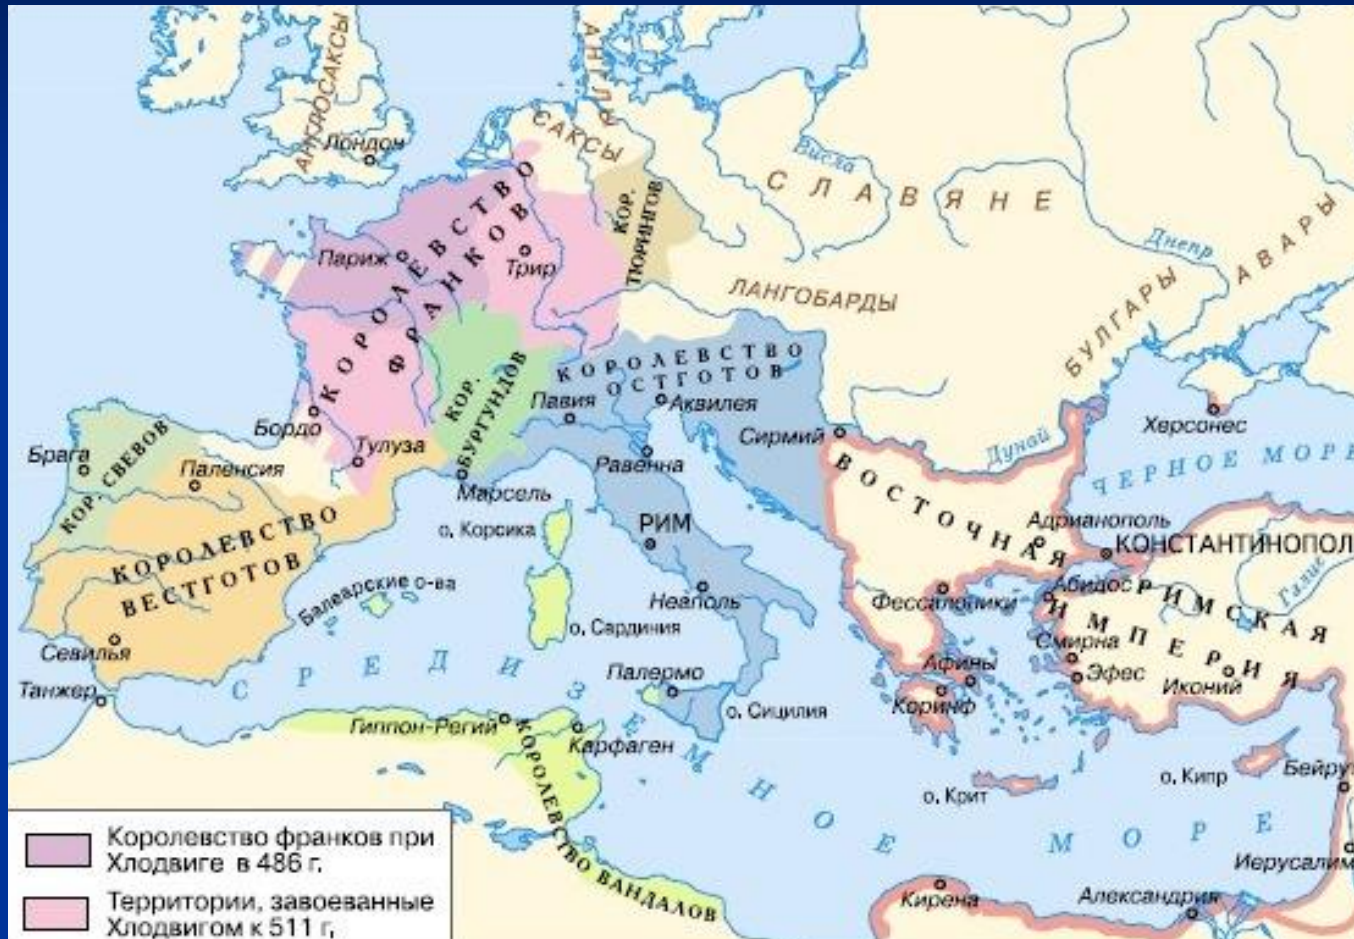 АНГЛОСАКСЫ
Лондон
АНГЛЫ
САКСЫ
Висла
СЛАВЯНЕ
Днепр
АВАРЫ
БУЛГАРЫ
ЛАНГОБАРДЫ
КОР.
ТЮРИНГОВ
КОРОЛЕВСТВО
ФРАНКОВ
Париж
Трир
КОР.
БУРГУНДОВ
КОРОЛЕВСТВО
ОСТГОТОВ
Павия
Аквилея
Бордо
Тулуза
Сирмий
Равенна
Дунай
Херсонес
ЧЕРНОЕ МОРЕ
Брага
КОР. СВЕВОВ
Паленсия
Марсель
о. Корсика
РИМ
ВОСТОЧНАЯ
РИМСКАЯ
ИМПЕРИЯ
Адрианополь
КОНСТАНТИНОПОЛ
КОРОЛЕВСТВО
ВЕСТГОТОВ
Балеарские о-ва
Неаполь
Фессалоники
Абидос
Галис
о. Сардиния
Севилья
Смирна
Афины
Эфес
Иконий
Танжер
СРЕДИЗЕМНОЕ МОРЕ
Палермо
о. Сицилия
Коринф
Гиппон-Регий
Карфаген
КОРОЛЕВСТВО ВАНДАЛОВ
о. Крит
о. Кипр
Бейрут
Иерусалим
Кирена
Александрия
Королевство франков при
Хлодвиге в 486 г.
Территории, завоеванные
Хлодвигом к 511 г,